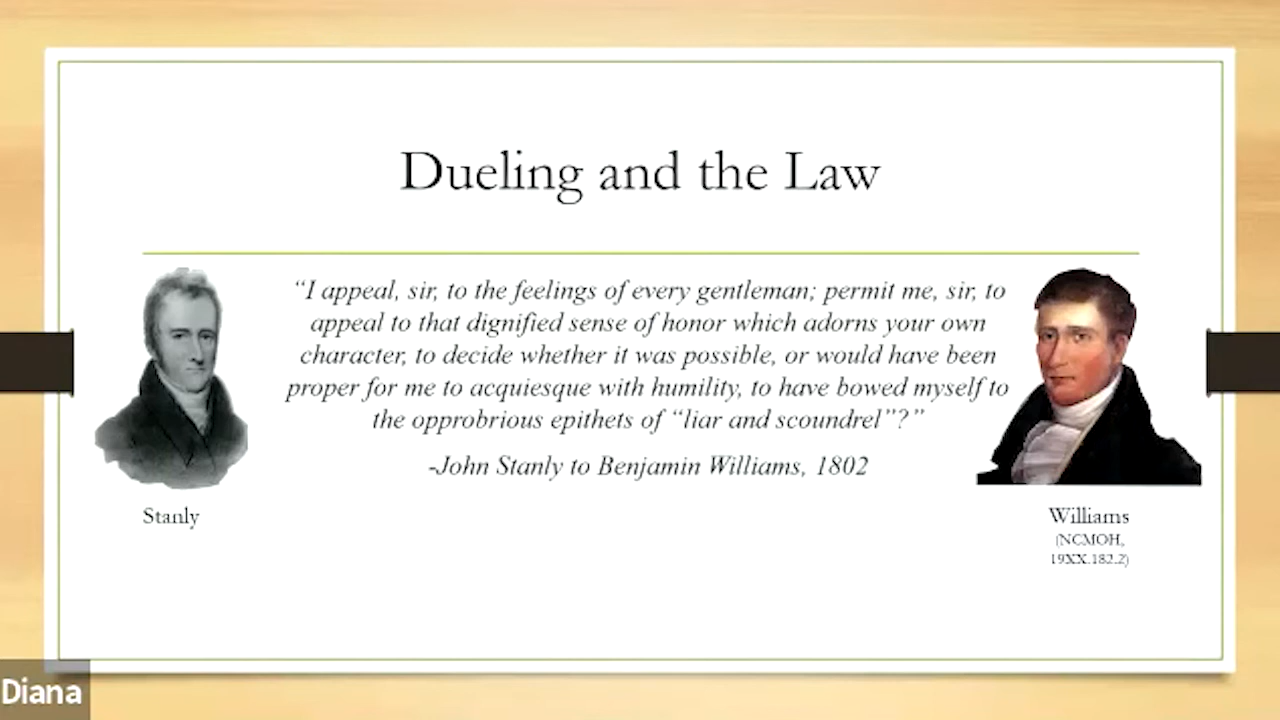 Dueling and the Law
“I appeal, sir, to the feelings of every gentleman; permit me, sir, to
appeal to that dignified sense of honor which adorns your own
character, to decide whether it was possible, or would have been
proper for me to acquiesque with humility, to have bowed myself to
the opprobrious epithets of “liar and scoundrel”?”
-John Stanly to Benjamin Williams, 1802
Stanly
Williams
(NCMOH,
19XX.182.2)
Diana